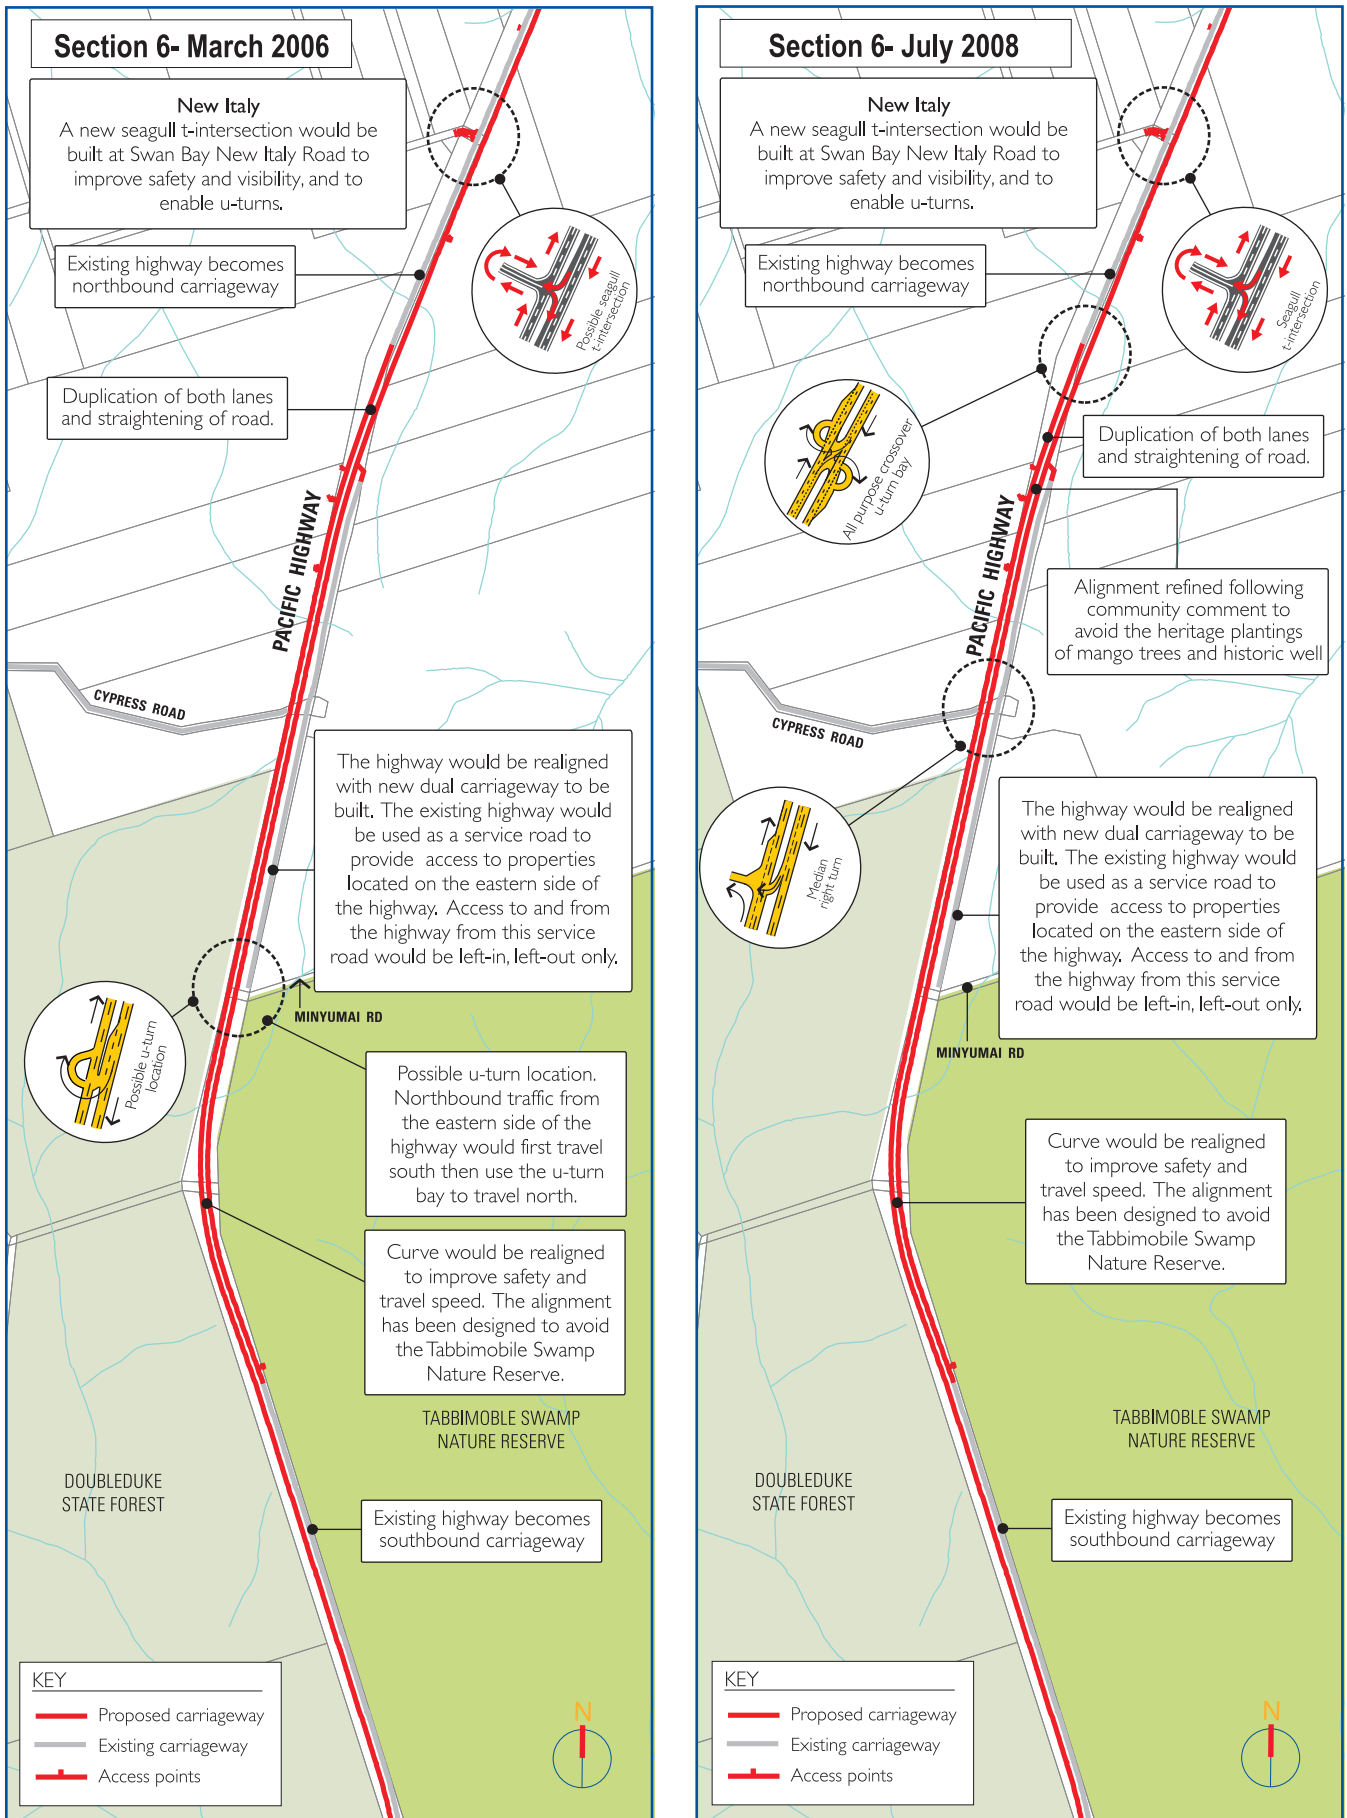 Section 6- March 2006
New Italy
A new seagull t-intersection would be
built at Swan Bay New Italy Road to
improve safety and visibility, and to
enable u-turns.
Existing highway becomes
northbound carriageway
Possible seagull
t-intersection
Duplication of both lanes
and straightening of road.
PACIFIC HIGHWAY
CYPRESS ROAD
The highway would be realigned
with new dual carriageway to be
built. The existing highway would
be used as a service road to
provide access to properties
located on the eastern side of
the highway. Access to and from
the highway from this service
road would be left-in, left-out only.
MINYUMAI RD
Possible u-turn
location
Possible u-turn location.
Northbound traffic from
the eastern side of the
highway would first travel
south then use the u-turn
bay to travel north.
Curve would be realigned
to improve safety and
travel speed. The alignment
has been designed to avoid
the Tabbimobile Swamp
Nature Reserve.
TABBIMOBLE SWAMP
NATURE RESERVE
DOUBLEDUKE
STATE FOREST
Existing highway becomes
southbound carriageway
KEY
Proposed carriageway
Existing carriageway
Access points
N
Section 6- July 2008
New Italy
A new seagull t-intersection would be
built at Swan Bay New Italy Road to
improve safety and visibility, and to
enable u-turns.
Existing highway becomes
northbound carriageway
Seagull
t-intersection
All purpose crossover
u-turn bay
Duplication of both lanes
and straightening of road.
PACIFIC HIGHWAY
Alignment refined following
community comment to
avoid the heritage plantings
of mango trees and historic well
CYPRESS ROAD
Median
right turn
The highway would be realigned
with new dual carriageway to be
built. The existing highway would
be used as a service road to
provide access to properties
located on the eastern side of
the highway. Access to and from
the highway from this service
road would be left-in, left-out only.
MINYUMAI RD
Curve would be realigned
to improve safety and
travel speed. The alignment
has been designed to avoid
the Tabbimobile Swamp
Nature Reserve.
TABBIMOBLE SWAMP
NATURE RESERVE
DOUBLEDUKE
STATE FOREST
Existing highway becomes
southbound carriageway
KEY
Proposed carriageway
Existing carriageway
Access points
N